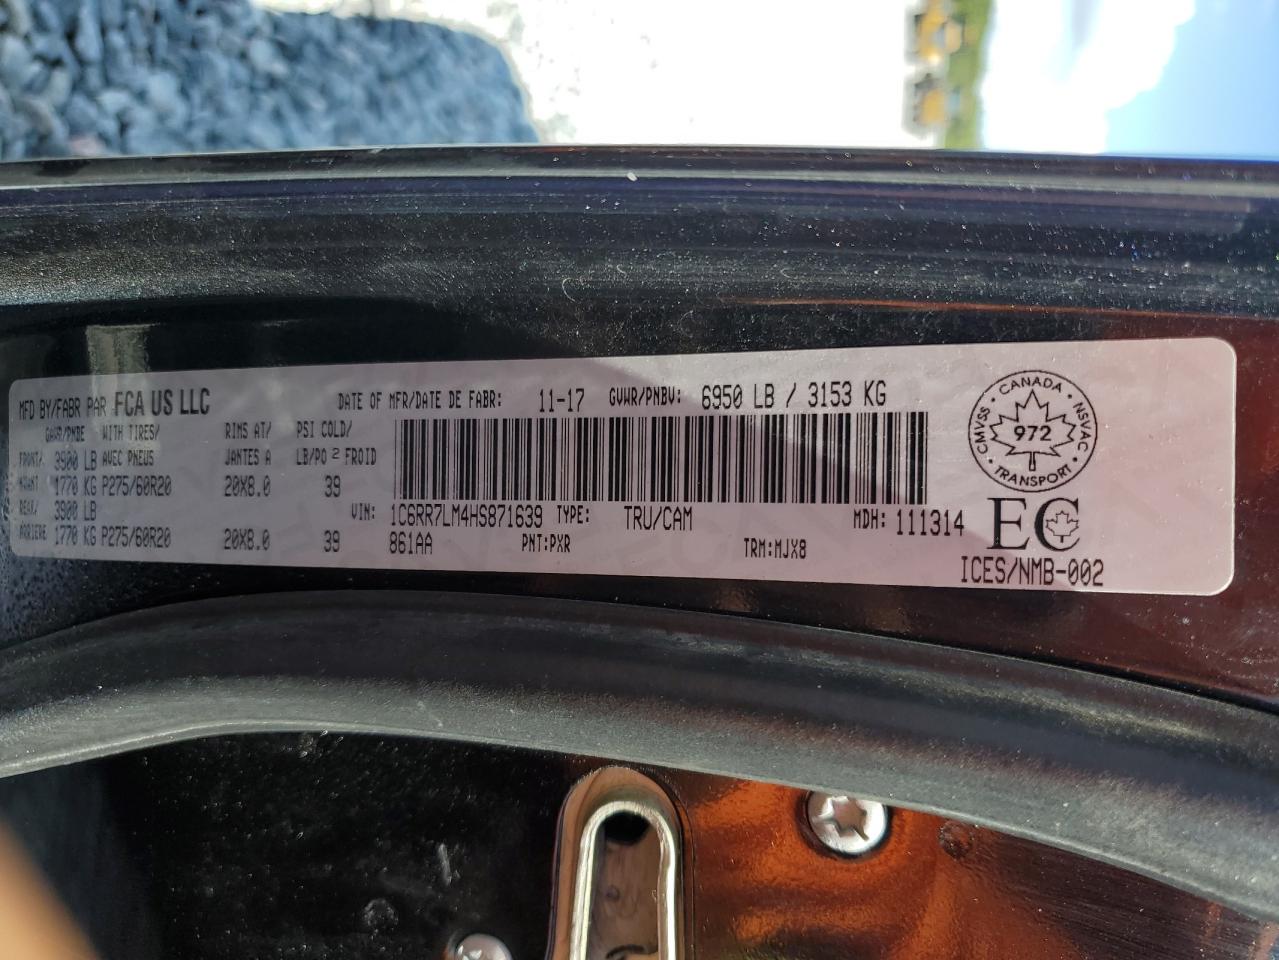 MFD BY/FABR PAR FCA US LLC DATE OF MFR/DATE DE FABR: 11-17 GVWR/PNBV: 6950 LB / 3153 KG
GAWR/PNBE WITH TIRES/ RIMS AT/ PSI COLD/
FRONT/ 3900 LB AVEC PNEUS JANTES A LB/PO 2 FROID
AVANT 1770 KG P275/60R20 20X8.0 39
REAR/ 3900 LB
ARRIERE 1770 KG P275/60R20 20X8.0 39
VIN: 1C6RR7LM4HS871639 TYPE: TRU/CAM MDH: 111314
861AA PNT:PXR TRM:MJX8
CANADA
CMVSS 972 NSVAC
TRANSPORT
EC
ICES/NMB-002